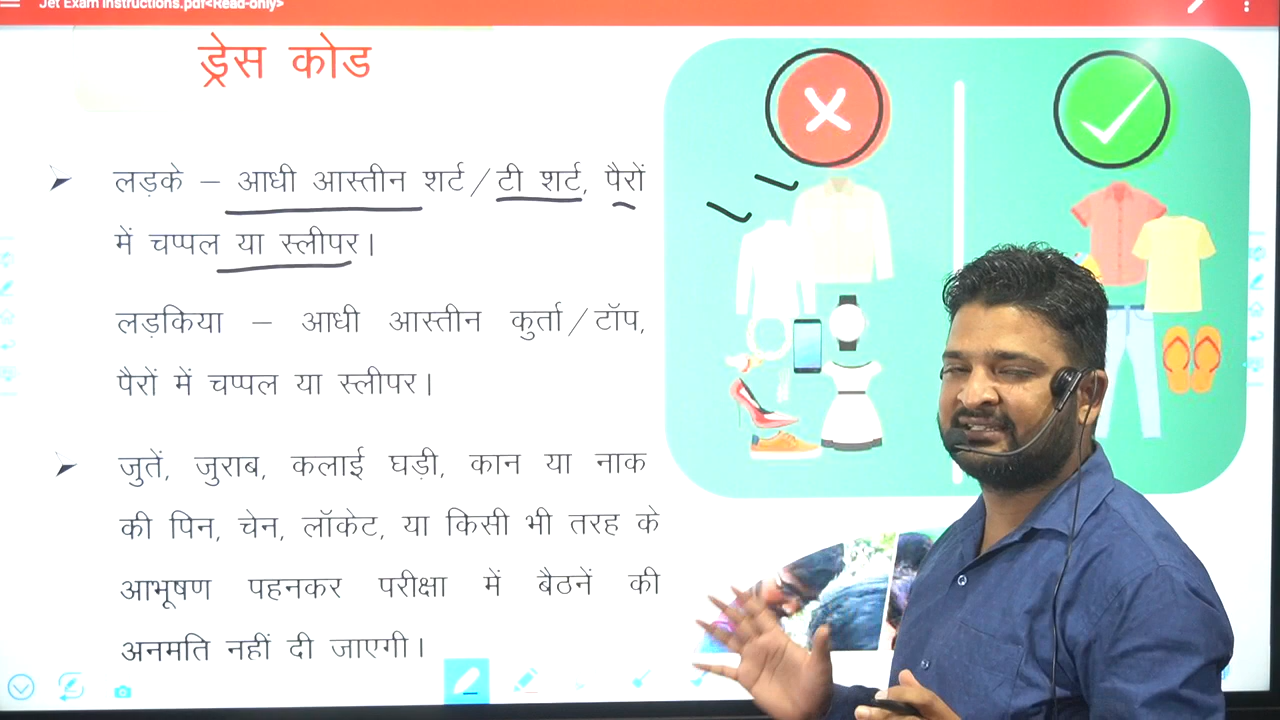 Jet Exam Instructions.pdf<Read-only>
ड्रेस कोड
लड़के – आधी आस्तीन शर्ट/टी शर्ट, पैरों
में चप्पल या स्लीपर।
लड़किया – आधी आस्तीन कुर्ता/टॉप,
पैरों में चप्पल या स्लीपर।
जुतें, जुराब, कलाई घड़ी, कान या नाक
की पिन, चेन, लॉकेट, या किसी भी तरह के
आभूषण पहनकर परीक्षा में बैठनें की
अनमति नहीं दी जाएगी।